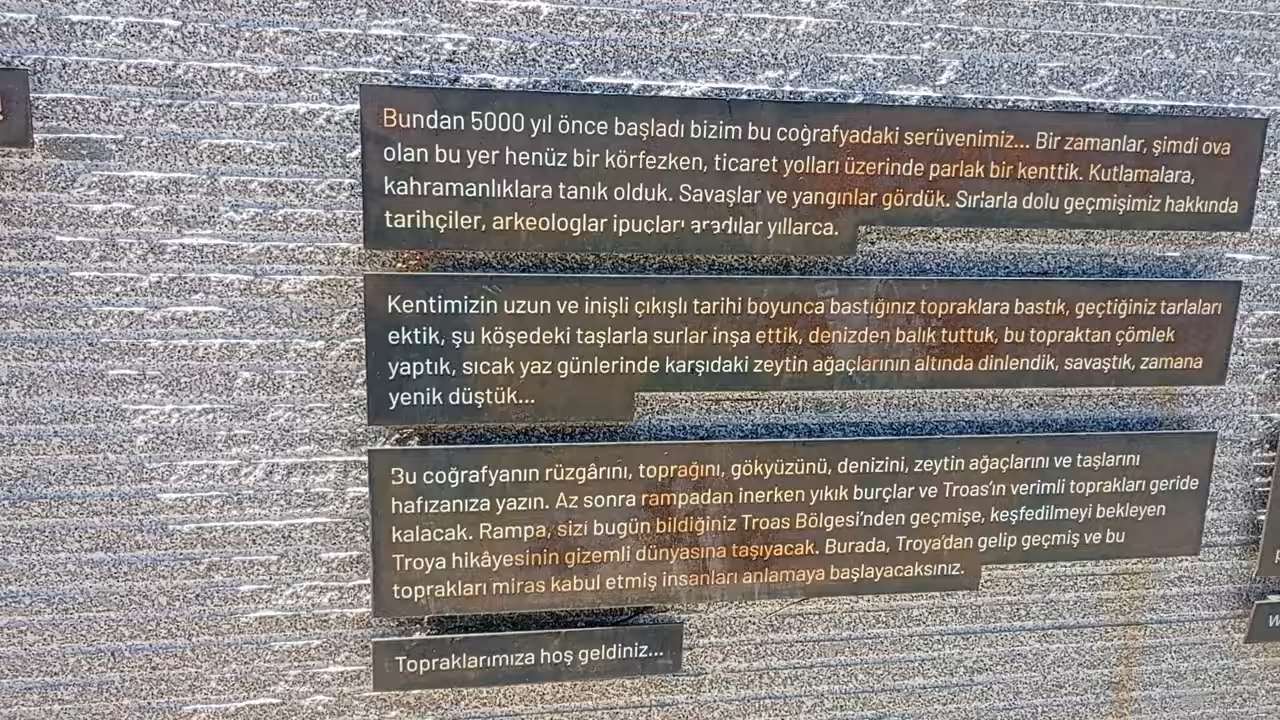 Bundan 5000 yıl önce başladı bizim bu coğrafyadaki serüvenimiz... Bir zamanlar, şimdi ova
olan bu yer henüz bir körfezken, ticaret yolları üzerinde parlak bir kenttik. Kutlamalara,
kahramanlıklara tanık olduk. Savaşlar ve yangınlar gördük. Sırlarla dolu geçmişimiz hakkında
tarihçiler, arkeologlar ipuçları aradılar yıllarca.
Kentimizin uzun ve inişli çıkışlı tarihi boyunca bastığınız topraklara bastık, geçtiğiniz tarlaları
ektik, şu köşedeki taşlarla surlar inşa ettik, denizden balık tuttuk, bu topraktan çömlek
yaptık, sıcak yaz günlerinde karşıdaki zeytin ağaçlarının altında dinlendik, savaştık, zamana
yenik düştük...
Bu coğrafyanın rüzgârını, toprağını, gökyüzünü, denizini, zeytin ağaçlarını ve taşlarını
hafızanıza yazın. Az sonra rampadan inerken yıkık burçlar ve Troas'ın verimli toprakları geride
kalacak. Rampa, sizi bugün bildiğiniz Troas Bölgesi'nden geçmişe, keşfedilmeyi bekleyen
Troya hikâyesinin gizemli dünyasına taşıyacak. Burada, Troya'dan gelip geçmiş ve bu
toprakları miras kabul etmiş insanları anlamaya başlayacaksınız.
Topraklarımıza hoş geldiniz...